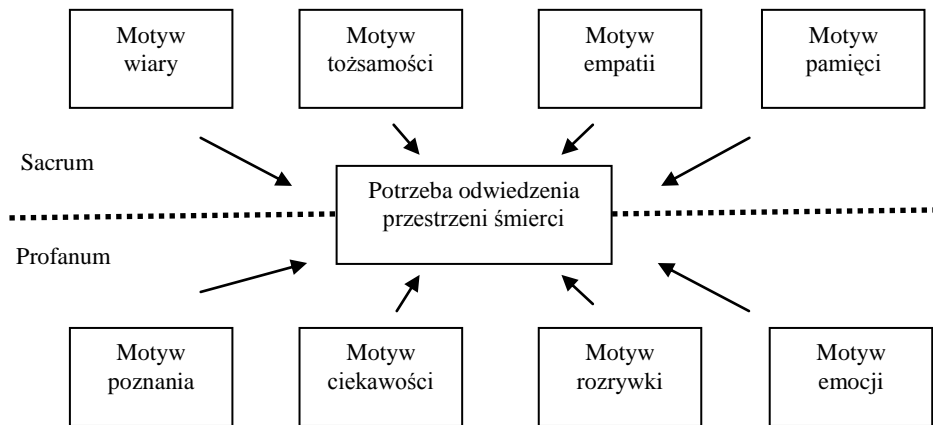 Motyw
wiary
Motyw
tożsamości
Motyw
empatii
Motyw
pamięci
Sacrum
Potrzeba odwiedzenia
przestrzeni śmierci
Profanum
Motyw
poznania
Motyw
ciekawości
Motyw
rozrywki
Motyw
emocji